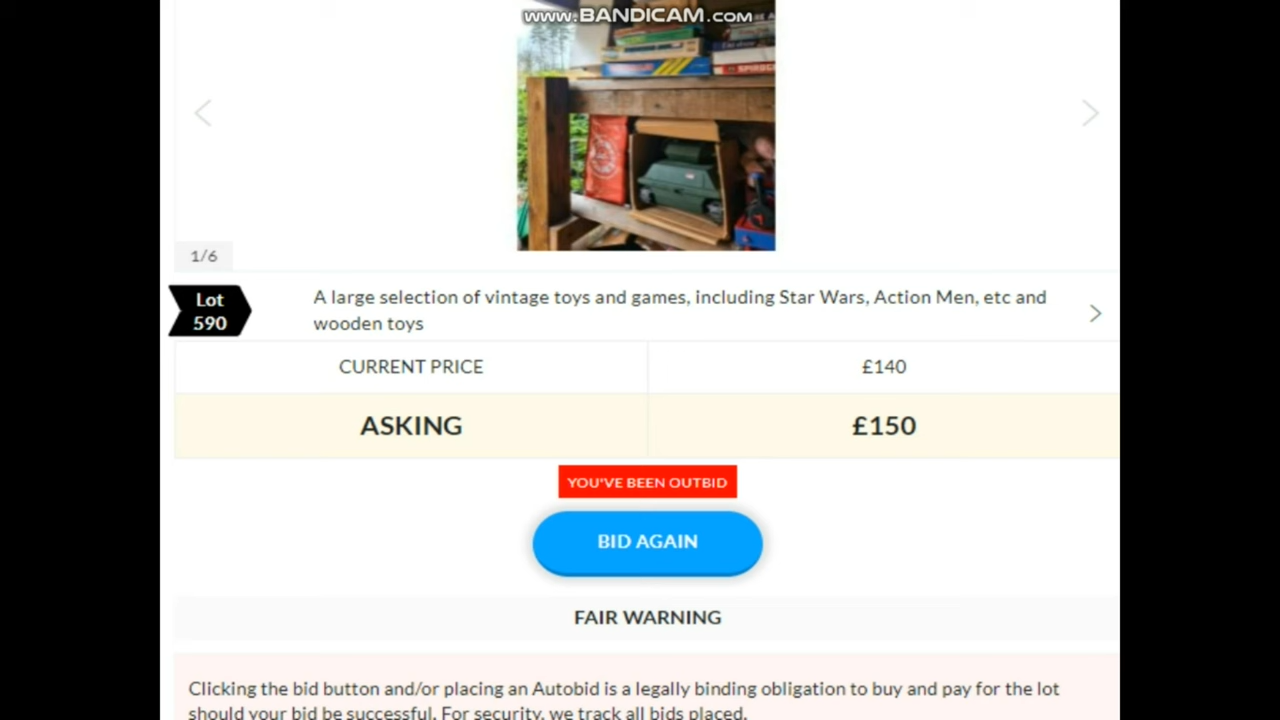 www.BANDICAM.com
1/6
Lot
590
A large selection of vintage toys and games, including Star Wars, Action Men, etc and
wooden toys
CURRENT PRICE £140
ASKING £150
YOU'VE BEEN OUTBID
BID AGAIN
FAIR WARNING
Clicking the bid button and/or placing an Autobid is a legally binding obligation to buy and pay for the lot
should your bid be successful. For security, we track all bids placed.